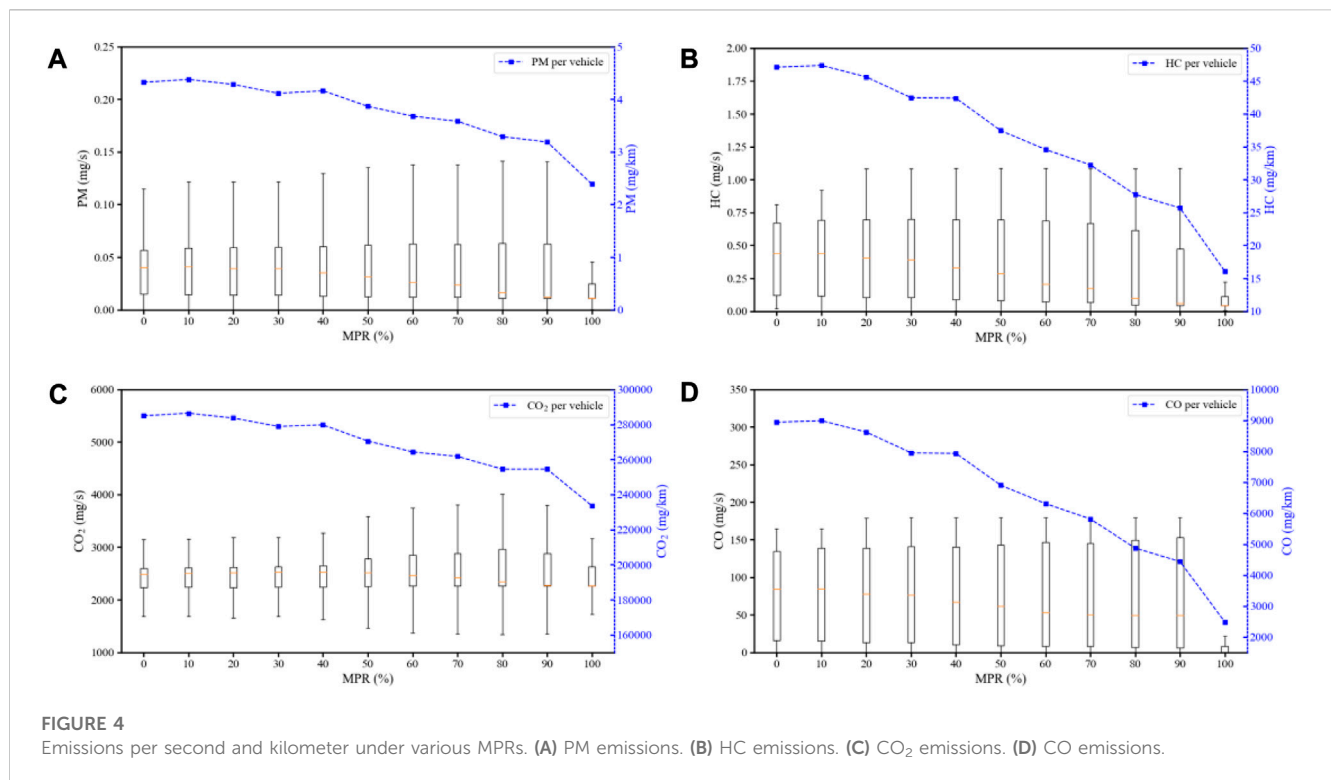 A
0.25
0.20
0.15
0.10
0.05
0.00
PM (mg/s)
0 10 20 30 40 50 60 70 80 90 100
MPR (%)
PM per vehicle
5
4
3
2
1
0
PM (mg/km)
B
2.00
1.75
1.50
1.25
1.00
0.75
0.50
0.25
0.00
HC (mg/s)
0 10 20 30 40 50 60 70 80 90 100
MPR (%)
HC per vehicle
50
45
40
35
30
25
20
15
10
HC (mg/km)
C
6000
5000
4000
3000
2000
1000
CO₂ (mg/s)
0 10 20 30 40 50 60 70 80 90 100
MPR (%)
CO₂ per vehicle
300000
280000
260000
240000
220000
200000
180000
160000
CO₂ (mg/km)
D
350
300
250
200
150
100
50
0
CO (mg/s)
0 10 20 30 40 50 60 70 80 90 100
MPR (%)
CO per vehicle
10000
9000
8000
7000
6000
5000
4000
3000
2000
CO (mg/km)
FIGURE 4
Emissions per second and kilometer under various MPRs. (A) PM emissions. (B) HC emissions. (C) CO₂ emissions. (D) CO emissions.